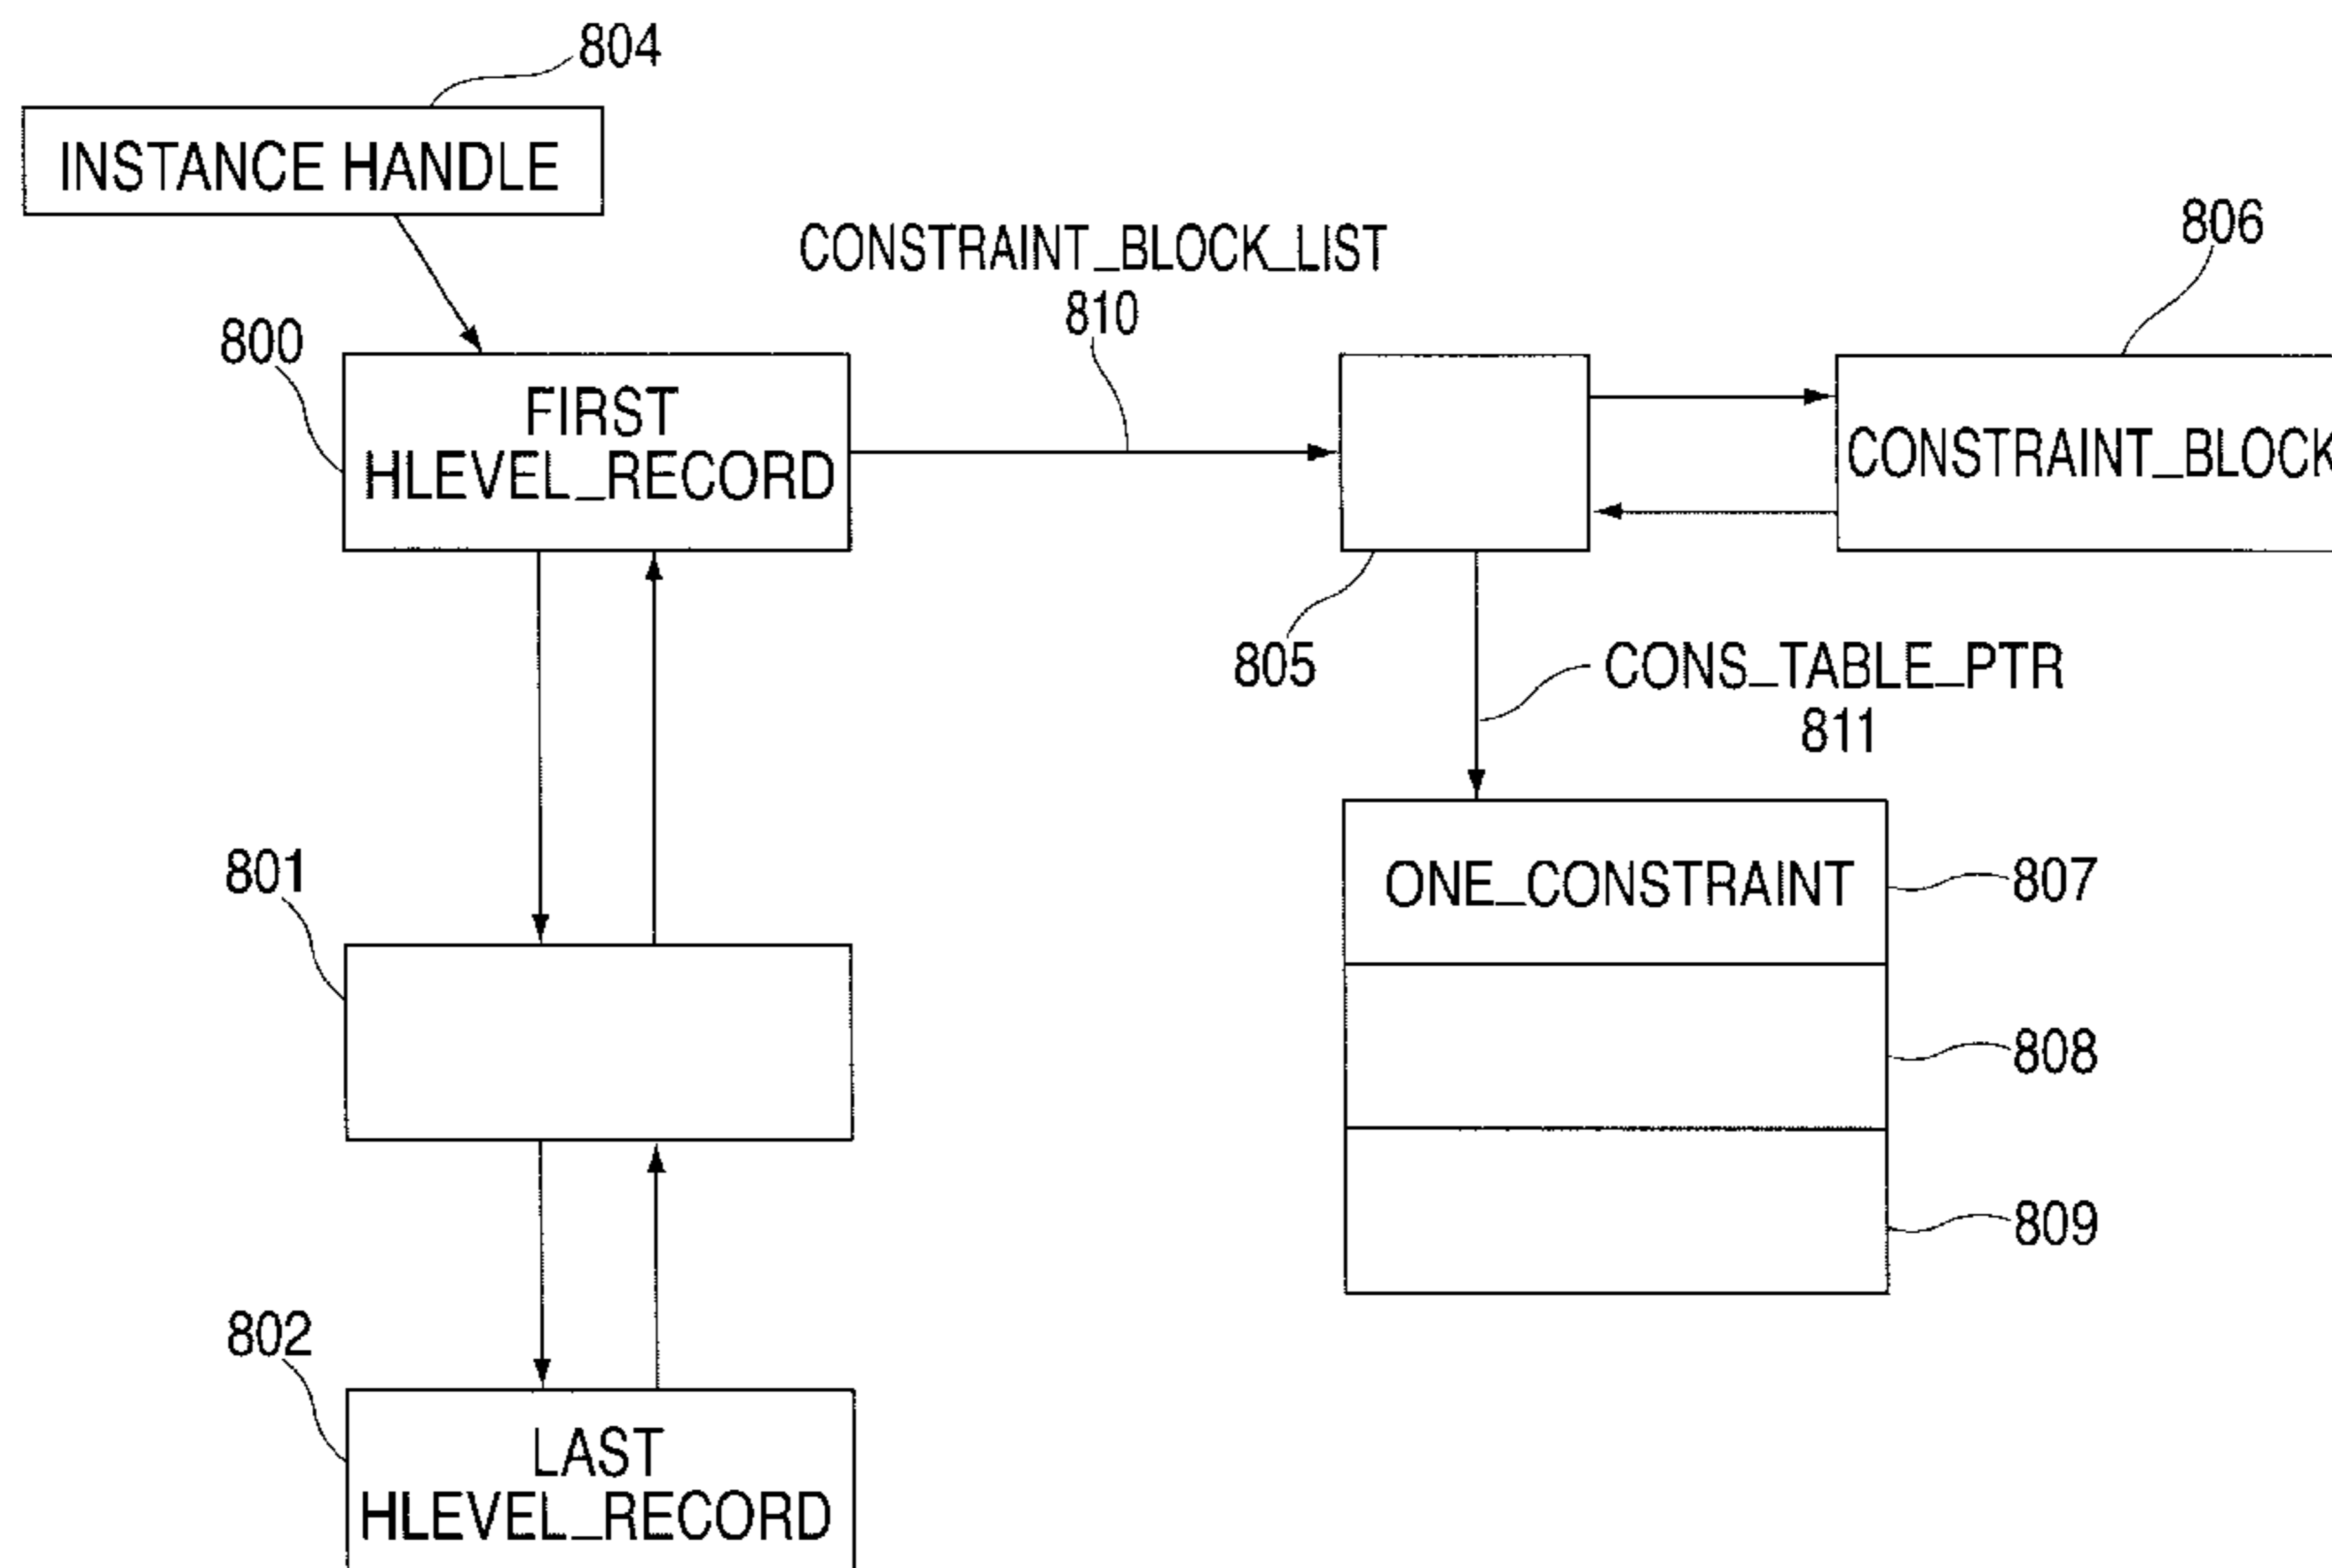 804
INSTANCE HANDLE
CONSTRAINT_BLOCK_LIST
810
806
800
FIRST
HLEVEL_RECORD
CONSTRAINT_BLOCK
805
CONS_TABLE_PTR
811
801
ONE_CONSTRAINT
807
808
809
802
LAST
HLEVEL_RECORD